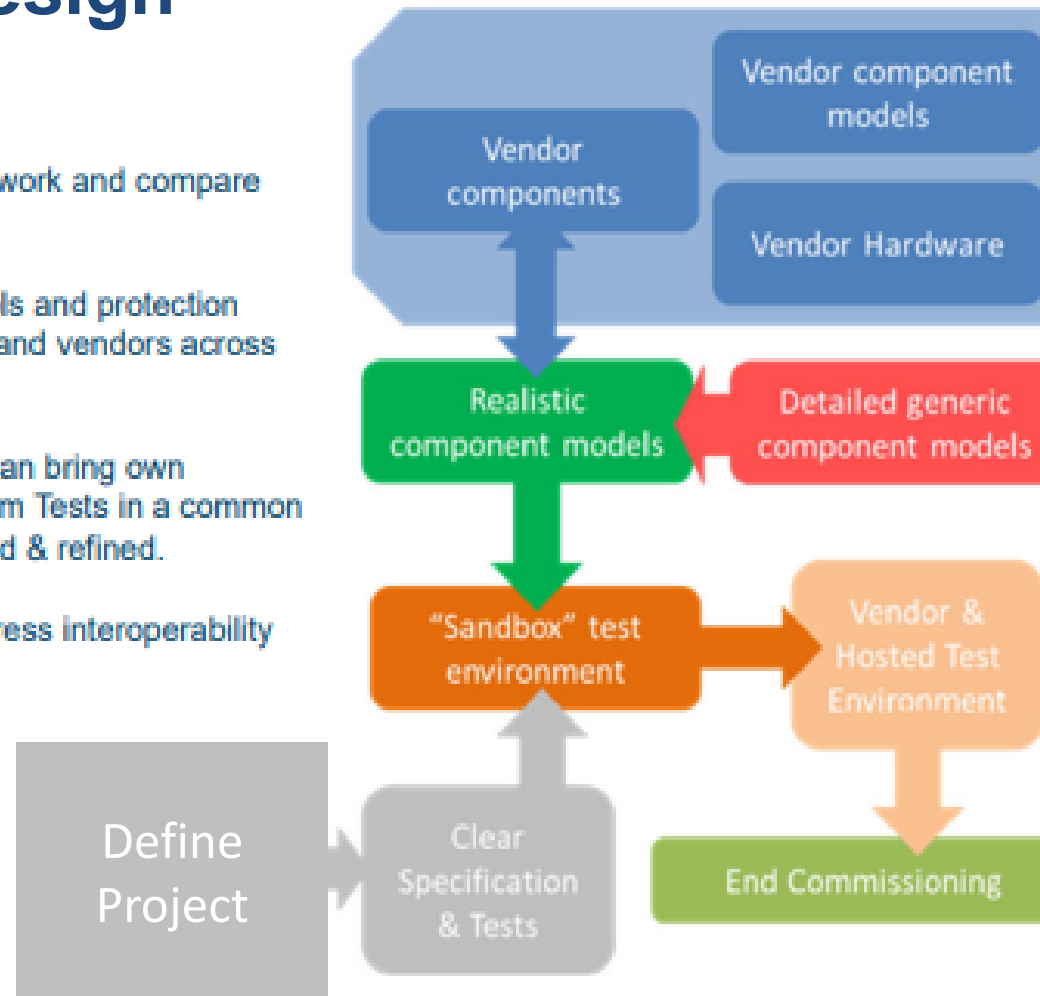 esign
work and compare
ls and protection
and vendors across
an bring own
m Tests in a common
d & refined.
ress interoperability
Vendor component
models
Vendor
components
Vendor Hardware
Realistic
component models
Detailed generic
component models
"Sandbox" test
environment
Vendor &
Hosted Test
Environment
Define
Project
Clear
Specification
& Tests
End Commissioning